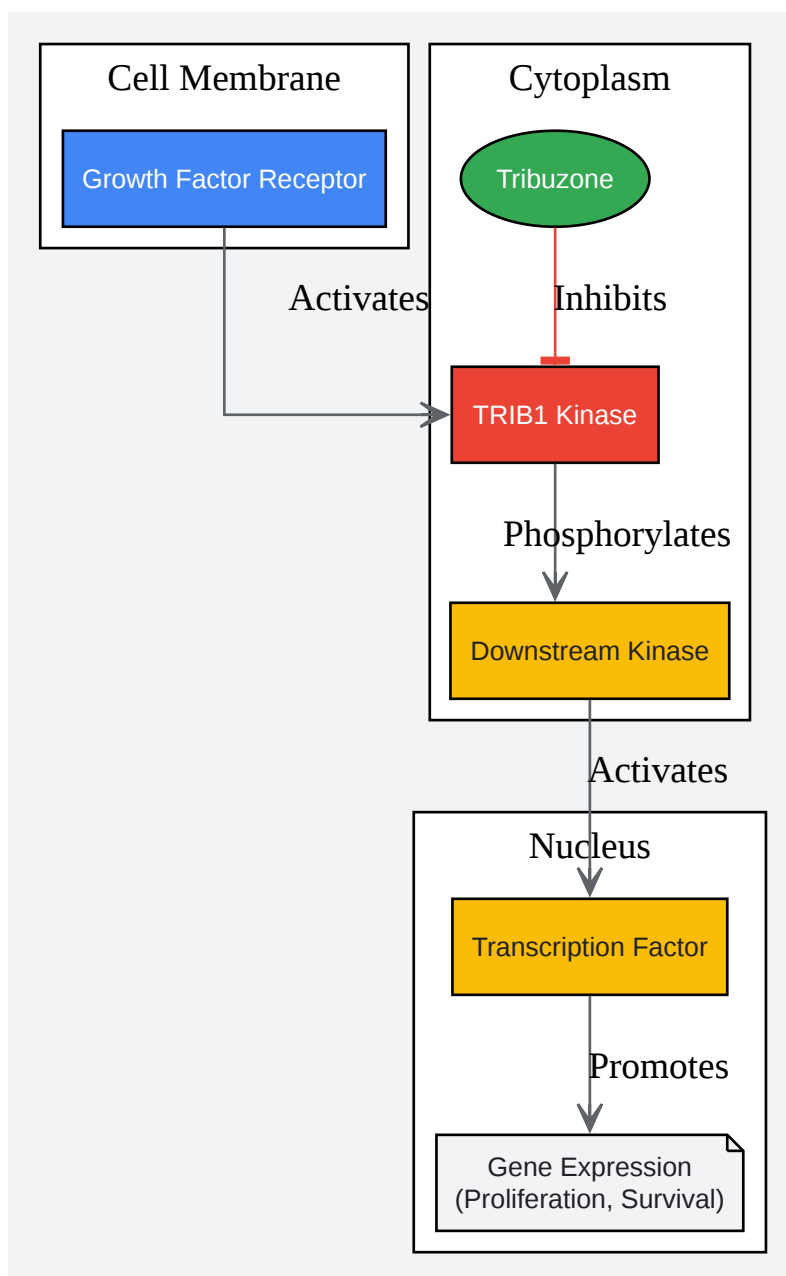 Cell Membrane
Growth Factor Receptor
Cytoplasm
Tribuzone
Activates
Inhibits
TRIB1 Kinase
Phosphorylates
Downstream Kinase
Activates
Nucleus
Transcription Factor
Promotes
Gene Expression
(Proliferation, Survival)